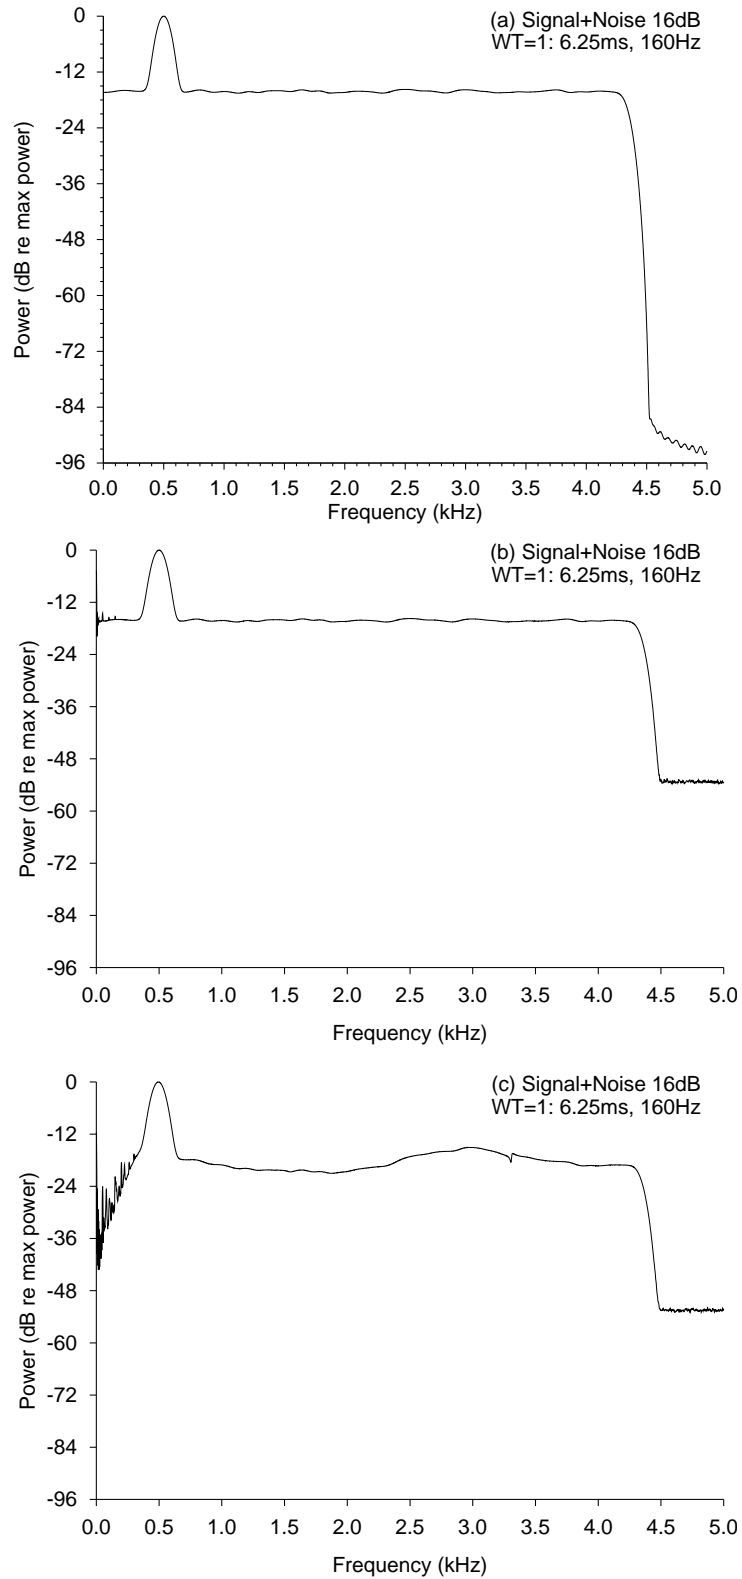 (a) Signal+Noise 16dB
WT=1: 6.25ms, 160Hz
Power (dB re max power)
0
-12
-24
-36
-48
-60
-72
-84
-96
0.0 0.5 1.0 1.5 2.0 2.5 3.0 3.5 4.0 4.5 5.0
Frequency (kHz)
(b) Signal+Noise 16dB
WT=1: 6.25ms, 160Hz
Power (dB re max power)
0
-12
-24
-36
-48
-60
-72
-84
-96
0.0 0.5 1.0 1.5 2.0 2.5 3.0 3.5 4.0 4.5 5.0
Frequency (kHz)
(c) Signal+Noise 16dB
WT=1: 6.25ms, 160Hz
Power (dB re max power)
0
-12
-24
-36
-48
-60
-72
-84
-96
0.0 0.5 1.0 1.5 2.0 2.5 3.0 3.5 4.0 4.5 5.0
Frequency (kHz)